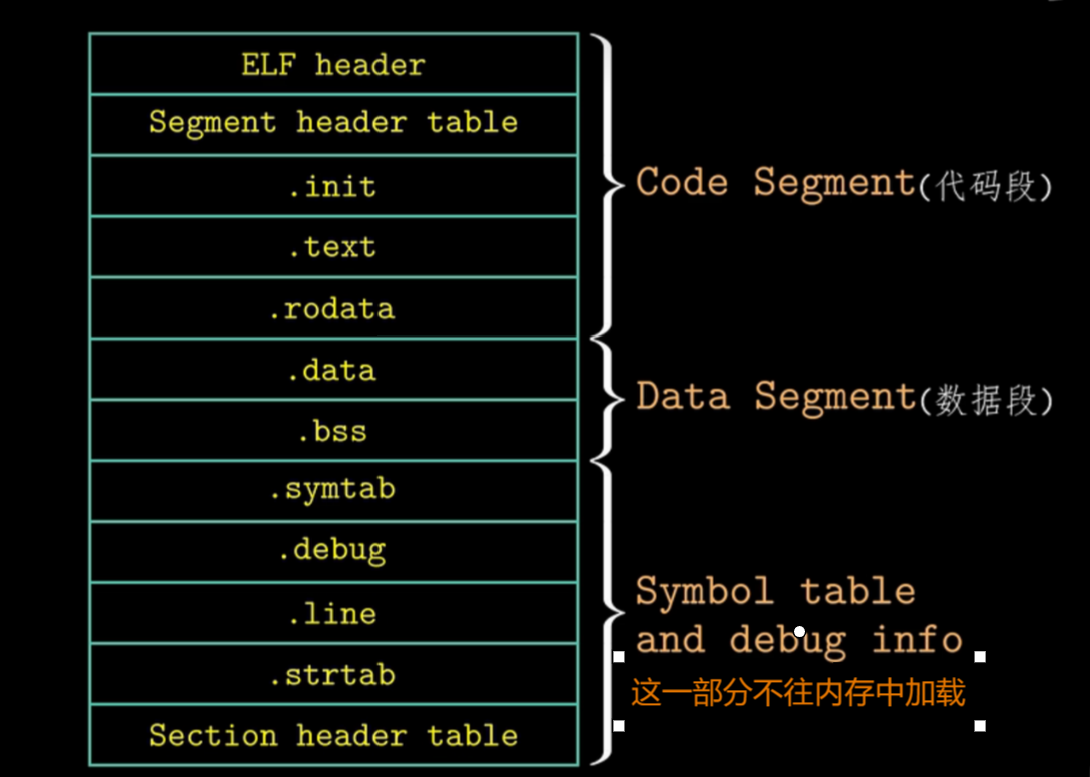 ELF header
Segment header table
.init
.text
.rodata
Code Segment(代码段)
.data
.bss
Data Segment(数据段)
.symtab
.debug
.line
.strtab
Section header table
Symbol table
and debug info
这一部分不往内存中加载